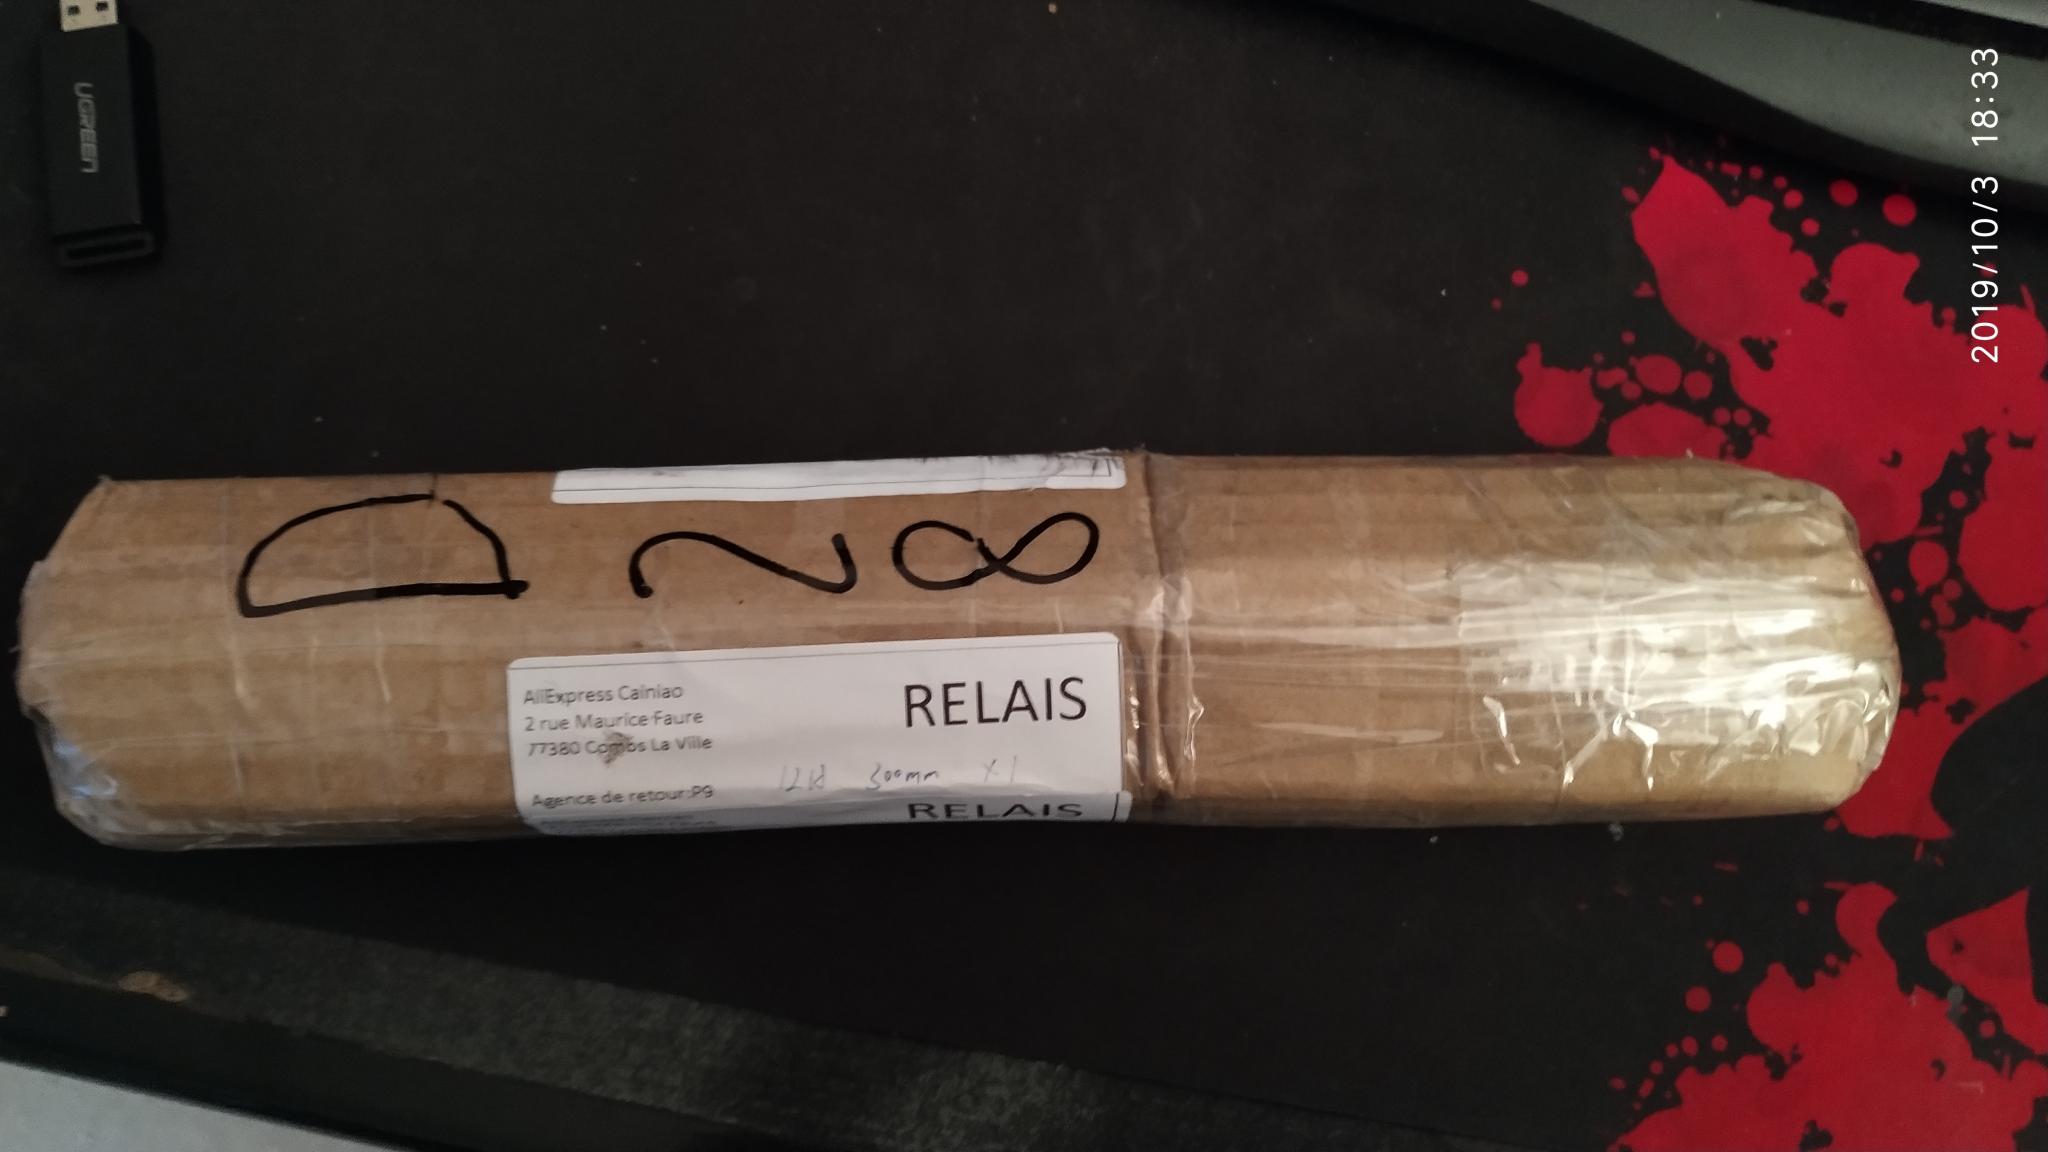 UGREEN
2019/10/3 18:33
D 28
AliExpress Cainiao
2 rue Maurice Faure
77380 Combs La Ville
RELAIS
300mm X1
Agence de retour:P9
RELAIS